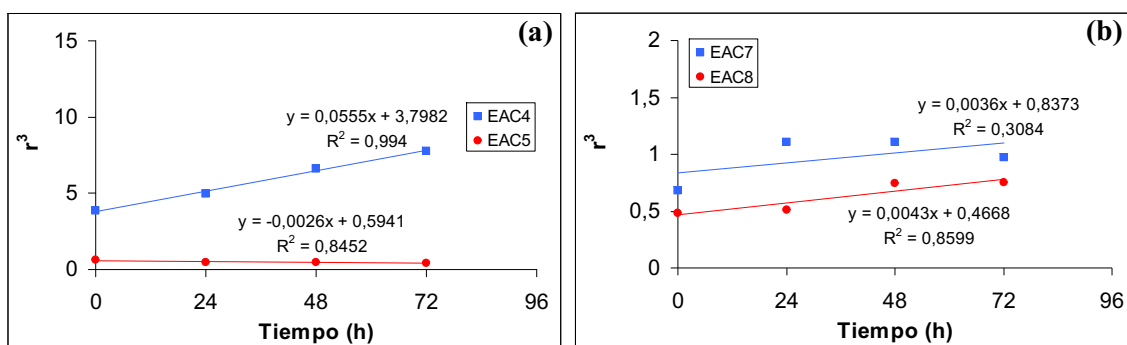 (a)
15
10
5
0
r³
y = 0,0555x + 3,7982
R² = 0,994
EAC4
EAC5
y = -0,0026x + 0,5941
R² = 0,8452
0 24 48 72 96
Tiempo (h)
(b)
2
1,5
1
0,5
0
r³
EAC7
EAC8
y = 0,0036x + 0,8373
R² = 0,3084
y = 0,0043x + 0,4668
R² = 0,8599
0 24 48 72 96
Tiempo (h)